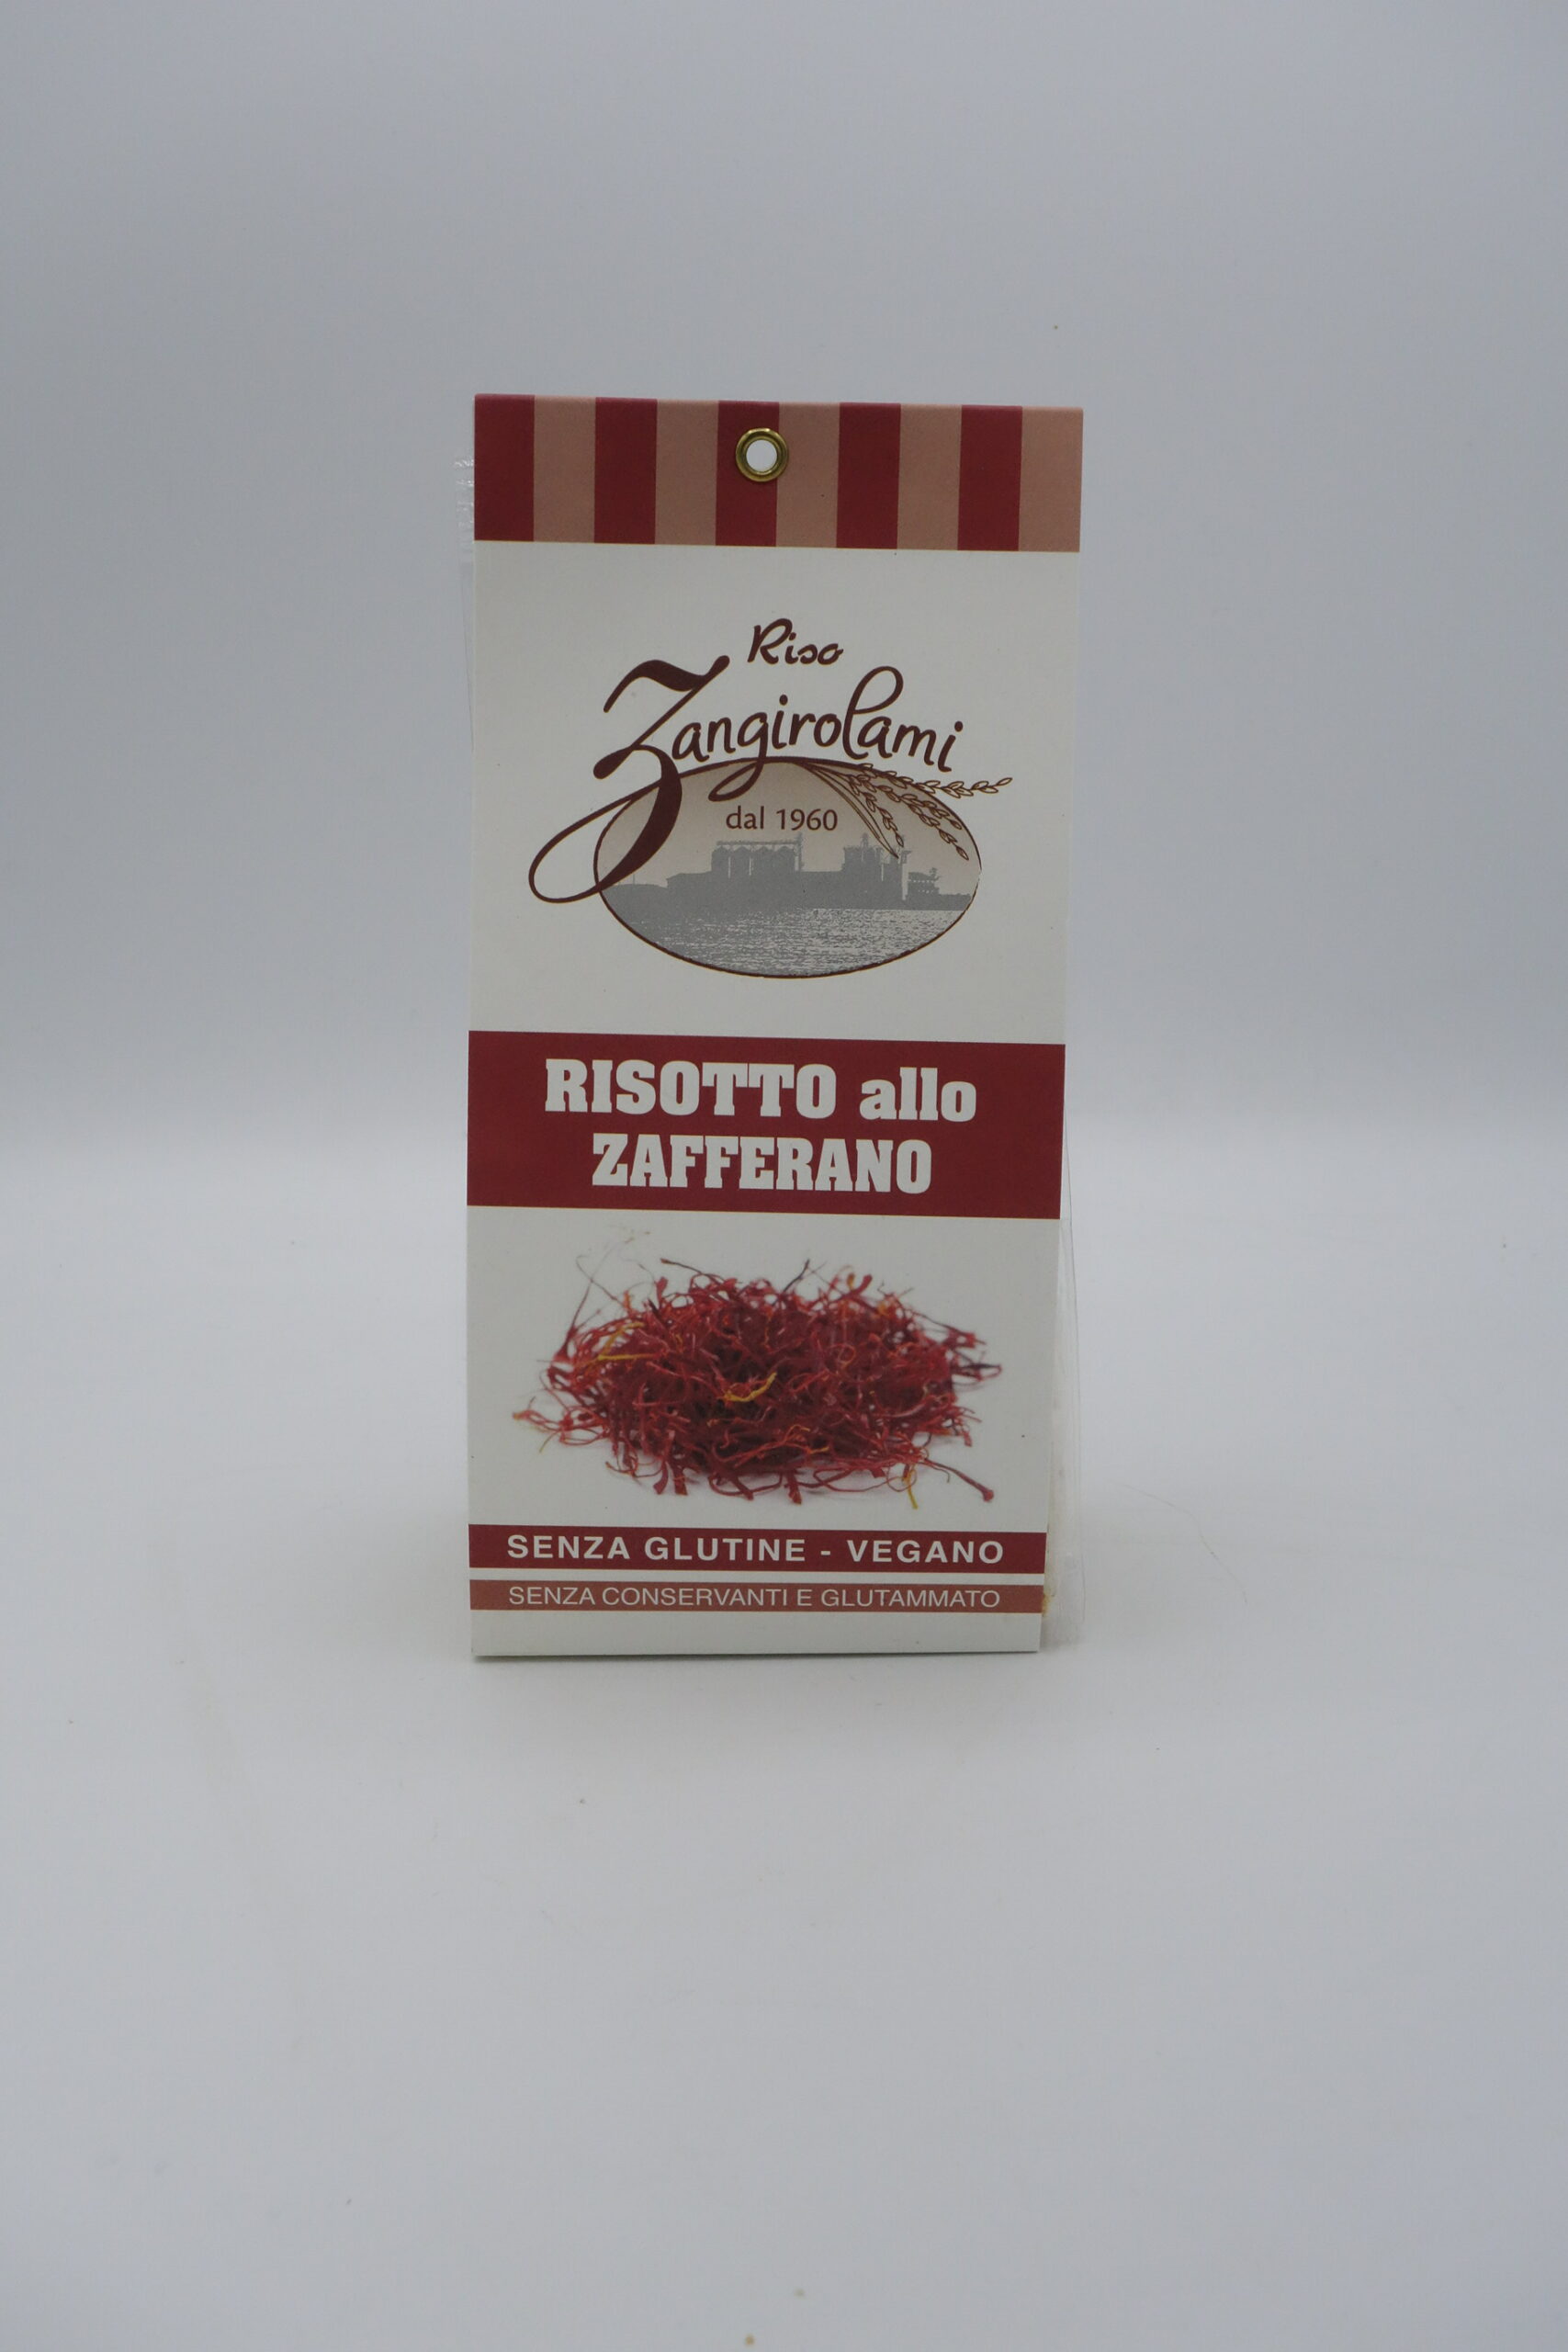 Riso
Zangirolami
dal 1960
RISOTTO allo
ZAFFERANO
SENZA GLUTINE - VEGANO
SENZA CONSERVANTI E GLUTAMMATO